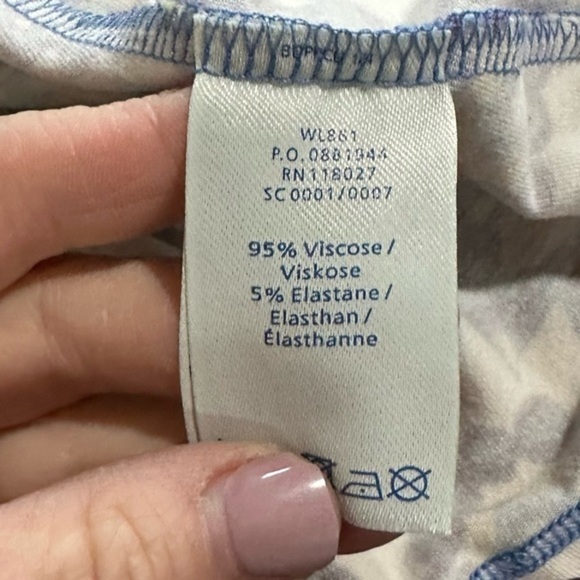 WL861
P.O.0881944
RN118027
SC0001/0007
95% Viscose /
Viskose
5% Elastane /
Elasthan /
Élasthanne